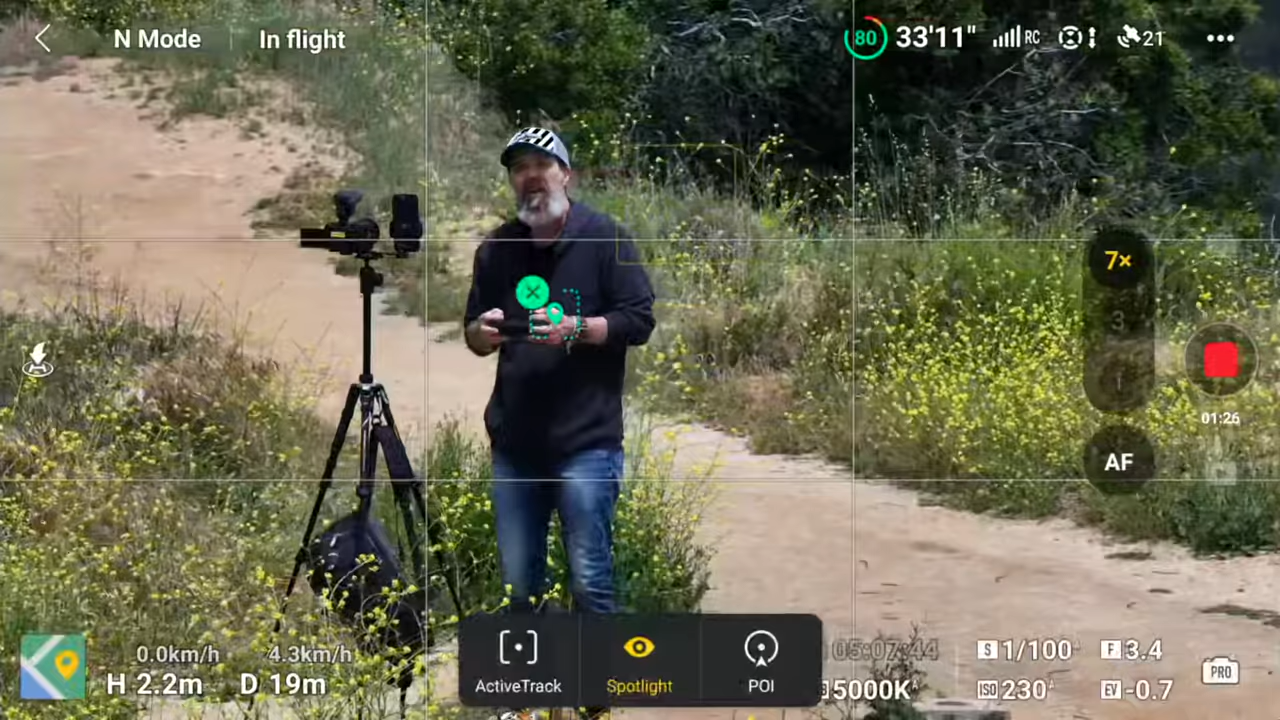 N Mode
In flight
80
33'11"
RC
21
7×
3
1
01:26
AF
0.0km/h
4.3km/h
H 2.2m
D 19m
ActiveTrack
Spotlight
POI
05:07:44
5000K
S 1/100
F 3.4
ISO 230
EV -0.7
PRO